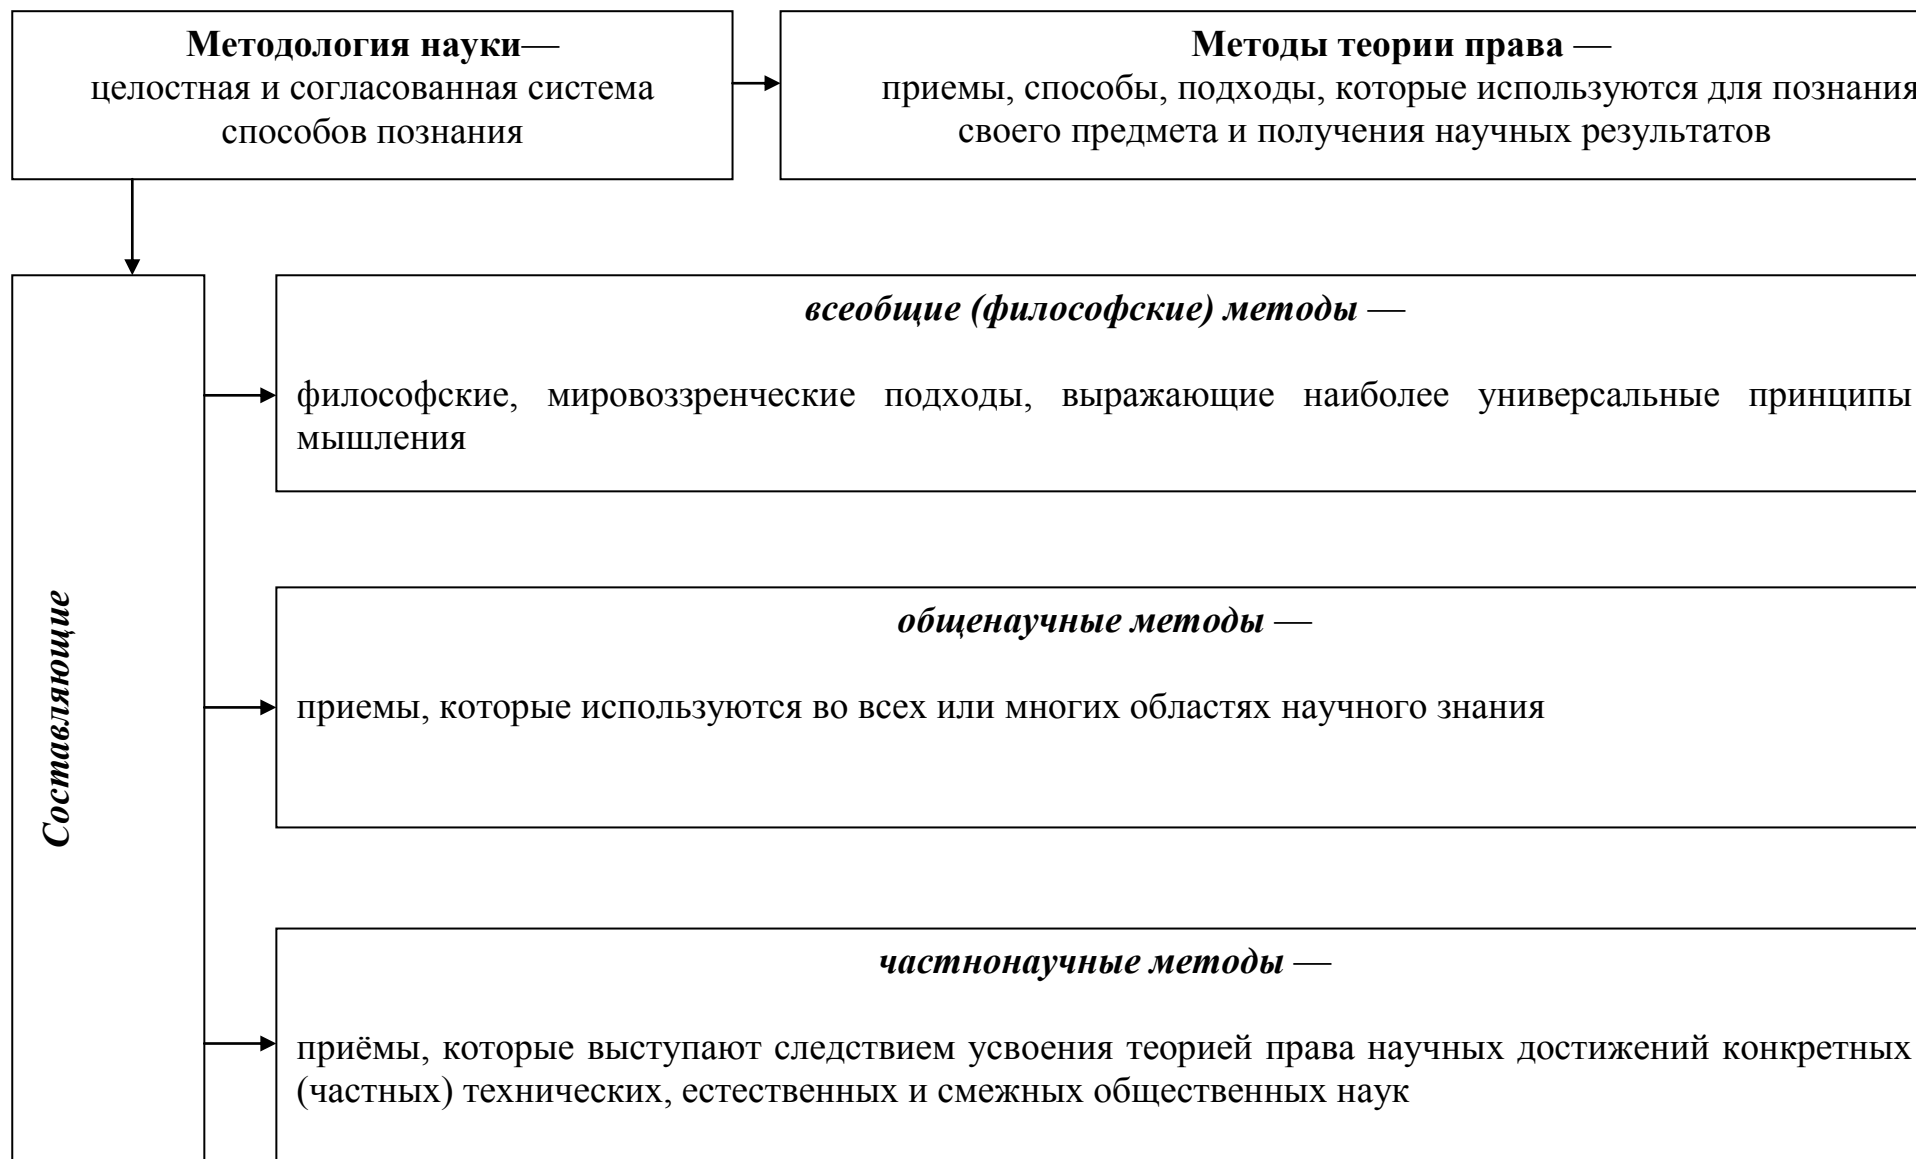 Методология науки—
целостная и согласованная система
способов познания
Методы теории права —
приемы, способы, подходы, которые используются для познания
своего предмета и получения научных результатов
Составляющие
всеобщие (философские) методы —
философские, мировоззренческие подходы, выражающие наиболее универсальные принципы
мышления
общенаучные методы —
приемы, которые используются во всех или многих областях научного знания
частнонаучные методы —
приёмы, которые выступают следствием усвоения теорией права научных достижений конкретных
(частных) технических, естественных и смежных общественных наук